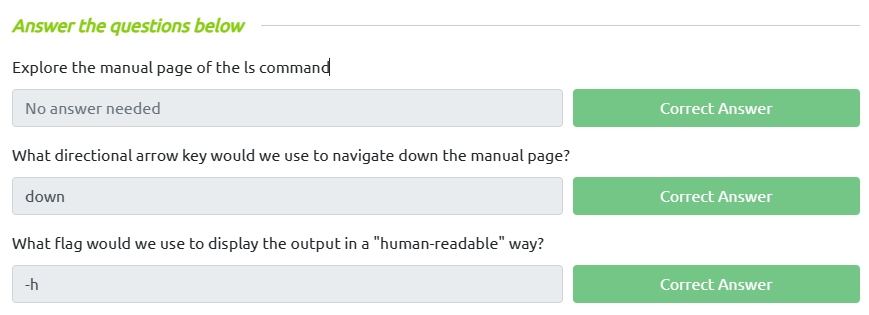 Answer the questions below
Explore the manual page of the ls command
No answer needed
Correct Answer
What directional arrow key would we use to navigate down the manual page?
down
Correct Answer
What flag would we use to display the output in a "human-readable" way?
-h
Correct Answer